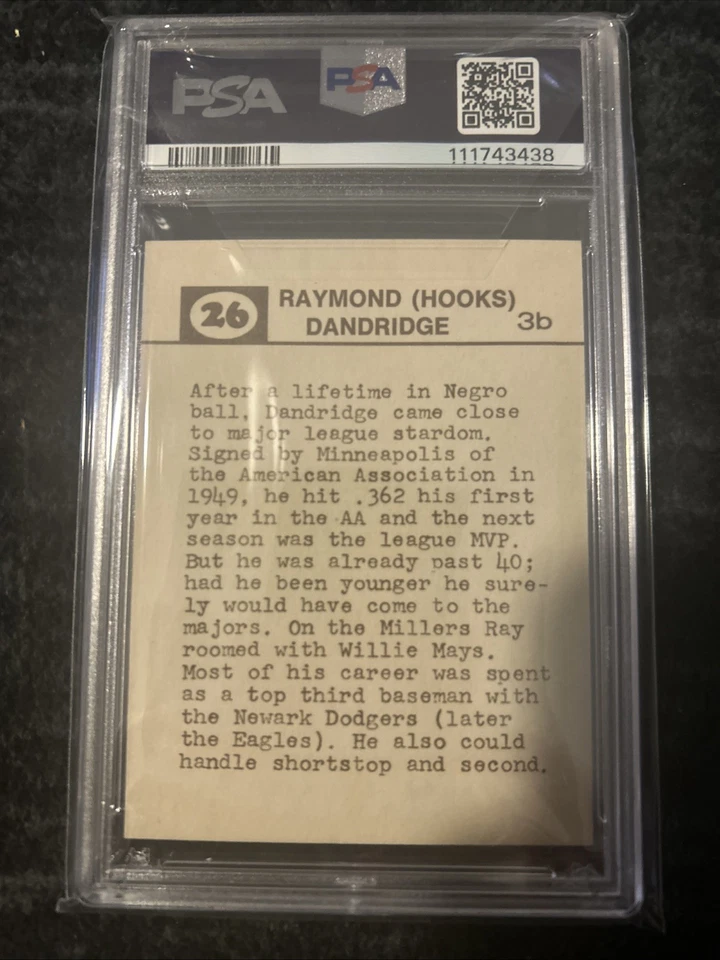 PSA
PSA
111743438
26
RAYMOND (HOOKS)
DANDRIDGE
3b
After a lifetime in Negro
ball, Dandridge came close
to major league stardom.
Signed by Minneapolis of
the American Association in
1949, he hit .362 his first
year in the AA and the next
season was the league MVP.
But he was already past 40;
had he been younger he sure-
ly would have come to the
majors. On the Millers Ray
roomed with Willie Mays.
Most of his career was spent
as a top third baseman with
the Newark Dodgers (later
the Eagles). He also could
handle shortstop and second.